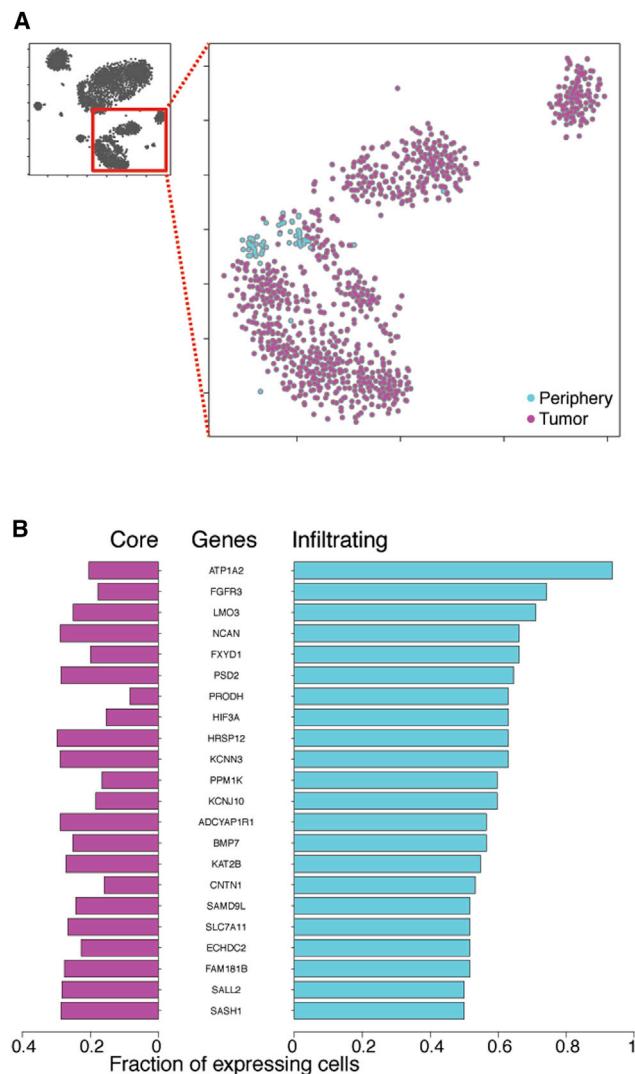 A
Periphery
Tumor
B
Core Genes Infiltrating
ATP1A2
FGFR3
LMO3
NCAN
FXYD1
PSD2
PRODH
HIF3A
HRSP12
KCNN3
PPM1K
KCNJ10
ADCYAP1R1
BMP7
KAT2B
CNTN1
SAMD9L
SLC7A11
ECHDC2
FAM181B
SALL2
SASH1
0.4 0.2 0 0 0.2 0.4 0.6 0.8 1
Fraction of expressing cells